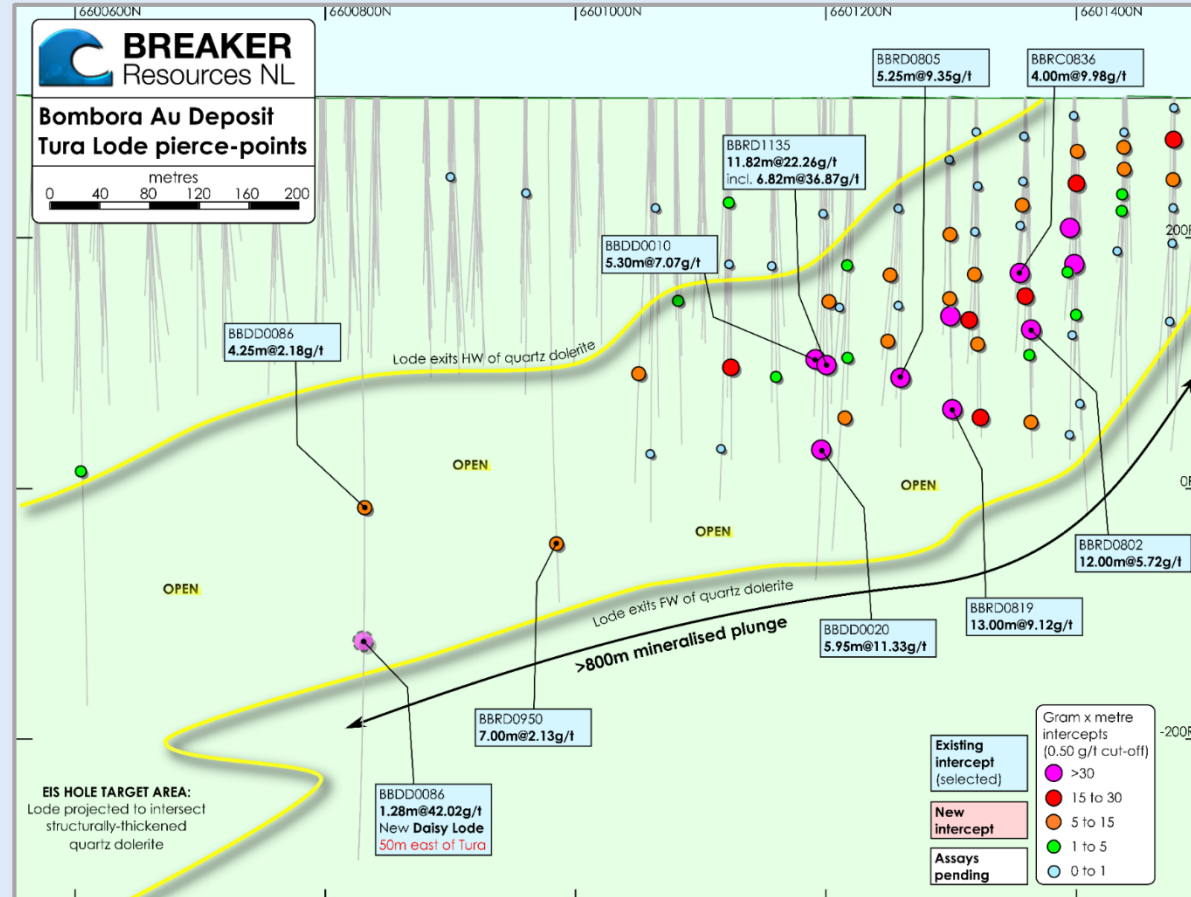 6600600N
6600800N
6601000N
6601200N
6601400N
BREAKER
Resources NL
Bombora Au Deposit
Tura Lode pierce-points
metres
0 40 80 120 160 200
BBRD0805
5.25m@9.35g/t
BBRC0836
4.00m@9.98g/t
BBRD1135
11.82m@22.26g/t
incl. 6.82m@36.87g/t
BBDD0010
5.30m@7.07g/t
200R
BBDD0086
4.25m@2.18g/t
Lode exits HW of quartz dolerite
OPEN
OPEN
0R
OPEN
OPEN
BBRD0802
12.00m@5.72g/t
Lode exits FW of quartz dolerite
BBRD0819
13.00m@9.12g/t
BBDD0020
5.95m@11.33g/t
>800m mineralised plunge
BBRD0950
7.00m@2.13g/t
-200R
BBDD0086
1.28m@42.02g/t
New Daisy Lode
50m east of Tura
EIS HOLE TARGET AREA:
Lode projected to intersect
structurally-thickened
quartz dolerite
Existing
intercept
(selected)
New
intercept
Assays
pending
Gram x metre
intercepts
(0.50 g/t cut-off)
>30
15 to 30
5 to 15
1 to 5
0 to 1